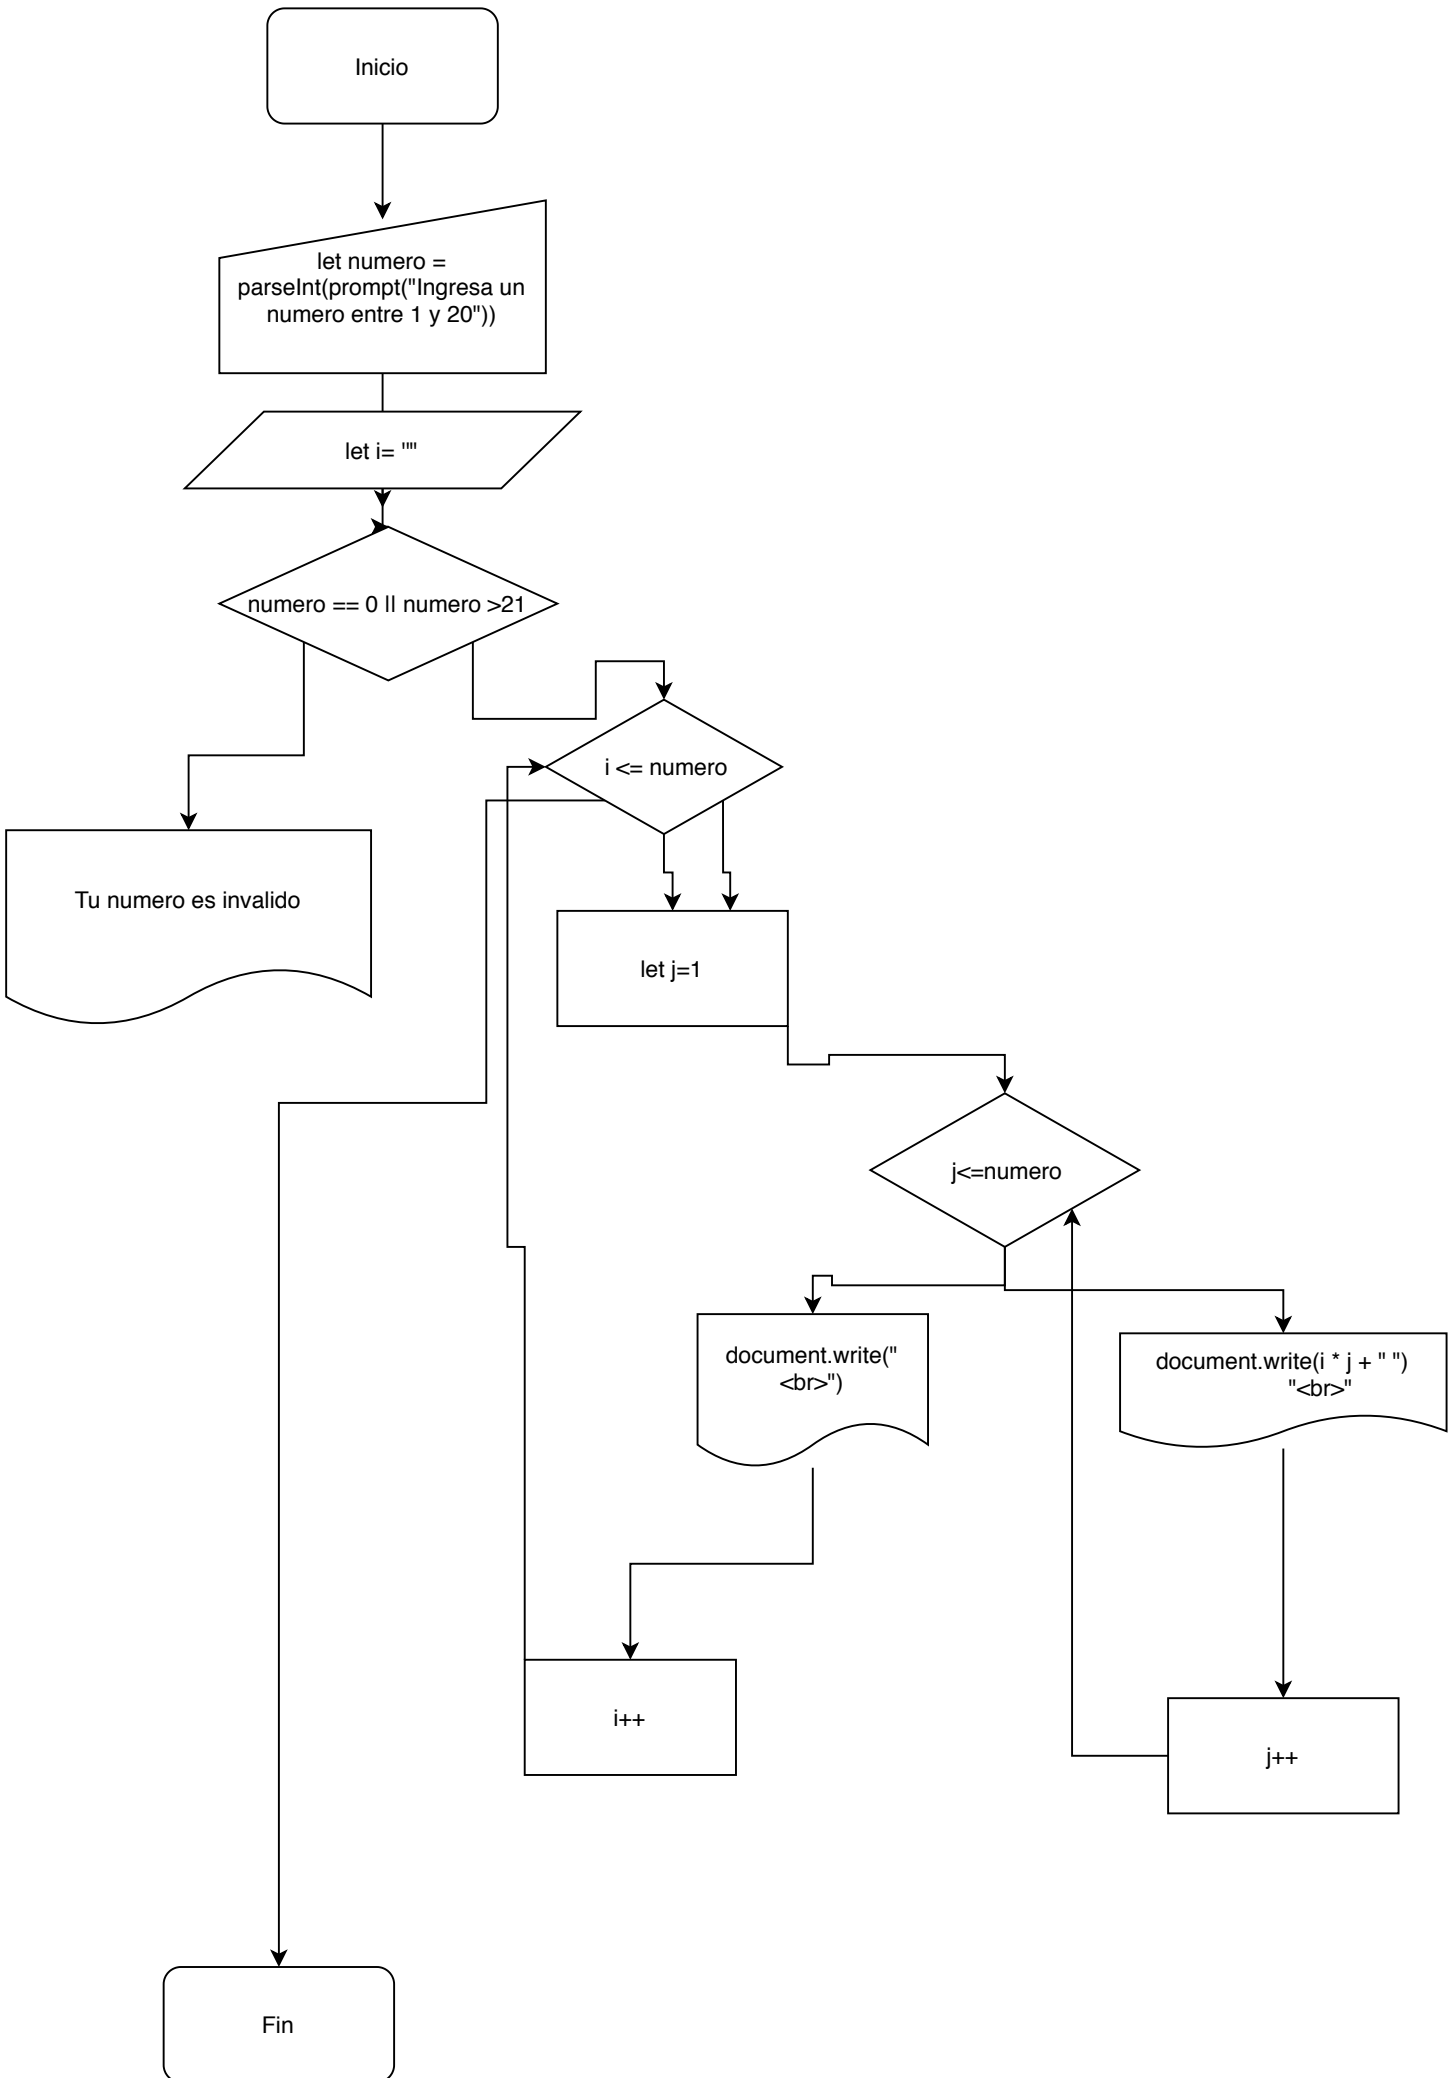 Inicio
let numero =
parseInt(prompt("Ingresa un
numero entre 1 y 20"))
let i= ""
numero == 0 || numero >21
i <= numero
Tu numero es invalido
let j=1
j<=numero
document.write("
<br>")
document.write(i * j + " ")
"<br>"
i++
j++
Fin